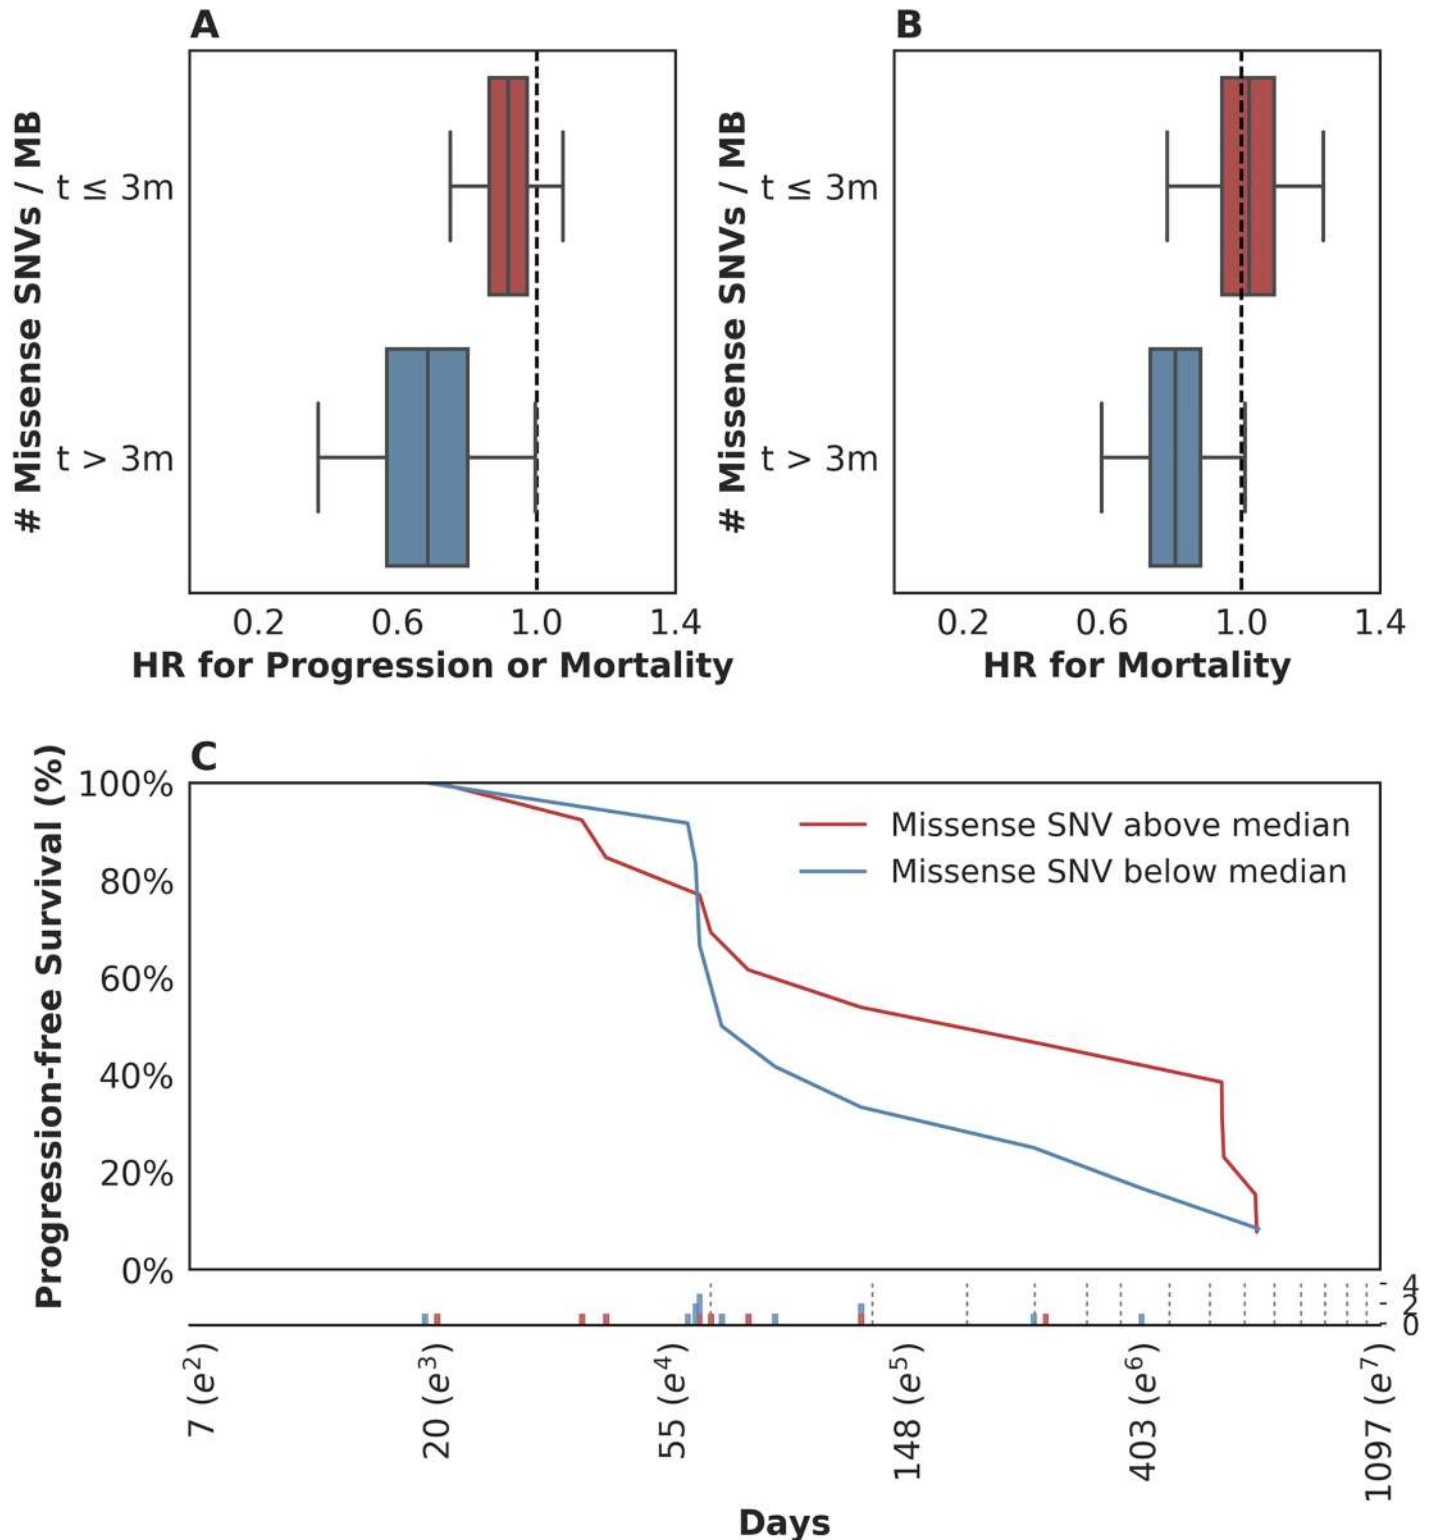 A
# Missense SNVs / MB
t ≤ 3m
t > 3m
0.2 0.6 1.0 1.4
HR for Progression or Mortality
B
# Missense SNVs / MB
t ≤ 3m
t > 3m
0.2 0.6 1.0 1.4
HR for Mortality
C
Progression-free Survival (%)
100%
80%
60%
40%
20%
0%
Missense SNV above median
Missense SNV below median
4
2
0
7 (e²)
20 (e³)
55 (e⁴)
148 (e⁵)
403 (e⁶)
1097 (e⁷)
Days